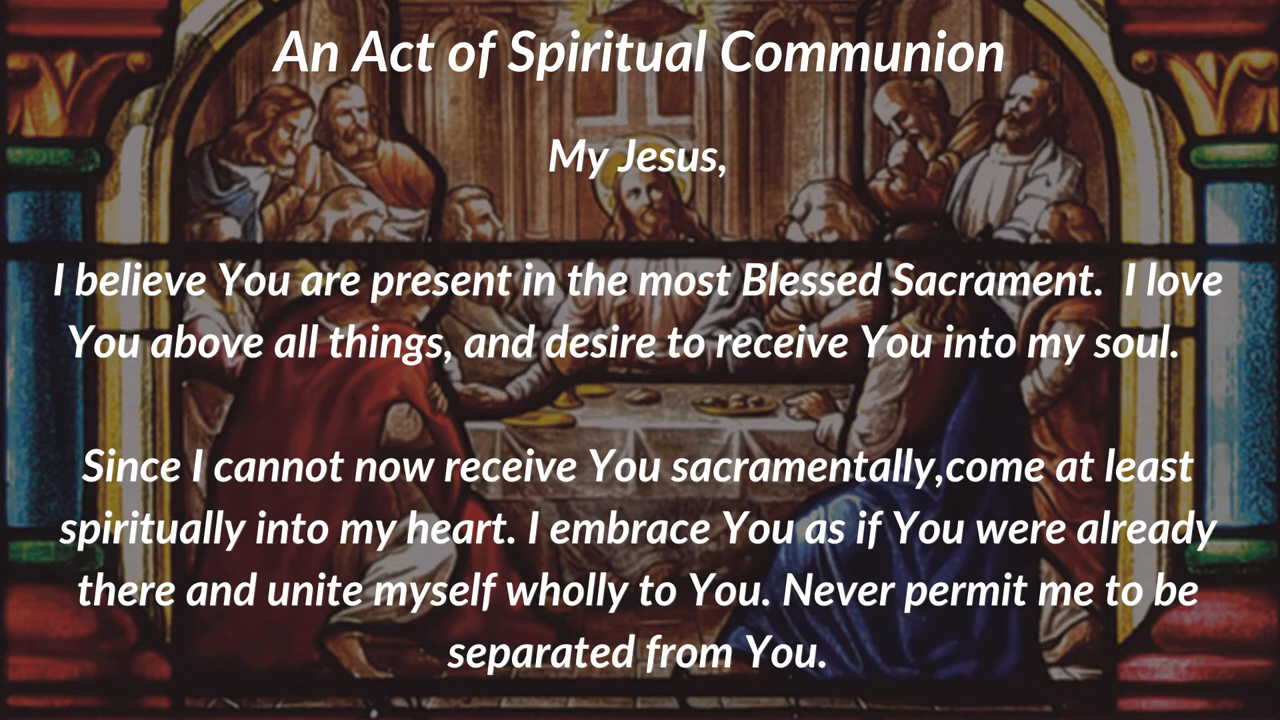 An Act of Spiritual Communion
My Jesus,
I believe You are present in the most Blessed Sacrament.  I love
You above all things, and desire to receive You into my soul.
Since I cannot now receive You sacramentally,come at least
spiritually into my heart. I embrace You as if You were already
there and unite myself wholly to You. Never permit me to be
separated from You.